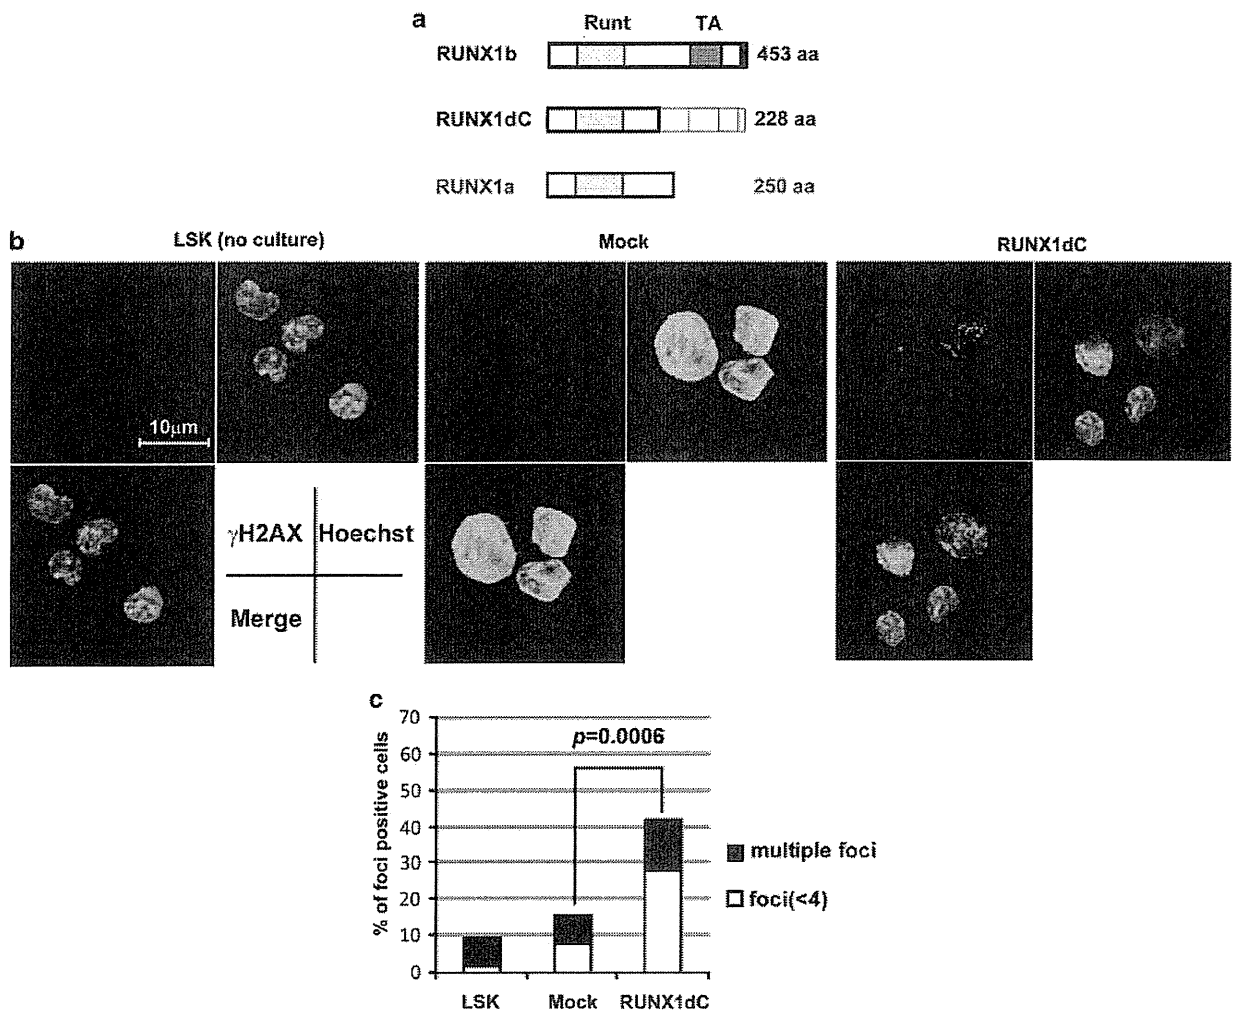 a
Runt TA
RUNX1b 453 aa
RUNX1dC 228 aa
RUNX1a 250 aa
b
LSK (no culture) Mock RUNX1dC
10μm
γH2AX Hoechst
Merge
c
% of foci positive cells
70
60
50
40
30
20
10
0
p=0.0006
multiple foci
foci(<4)
LSK Mock RUNX1dC